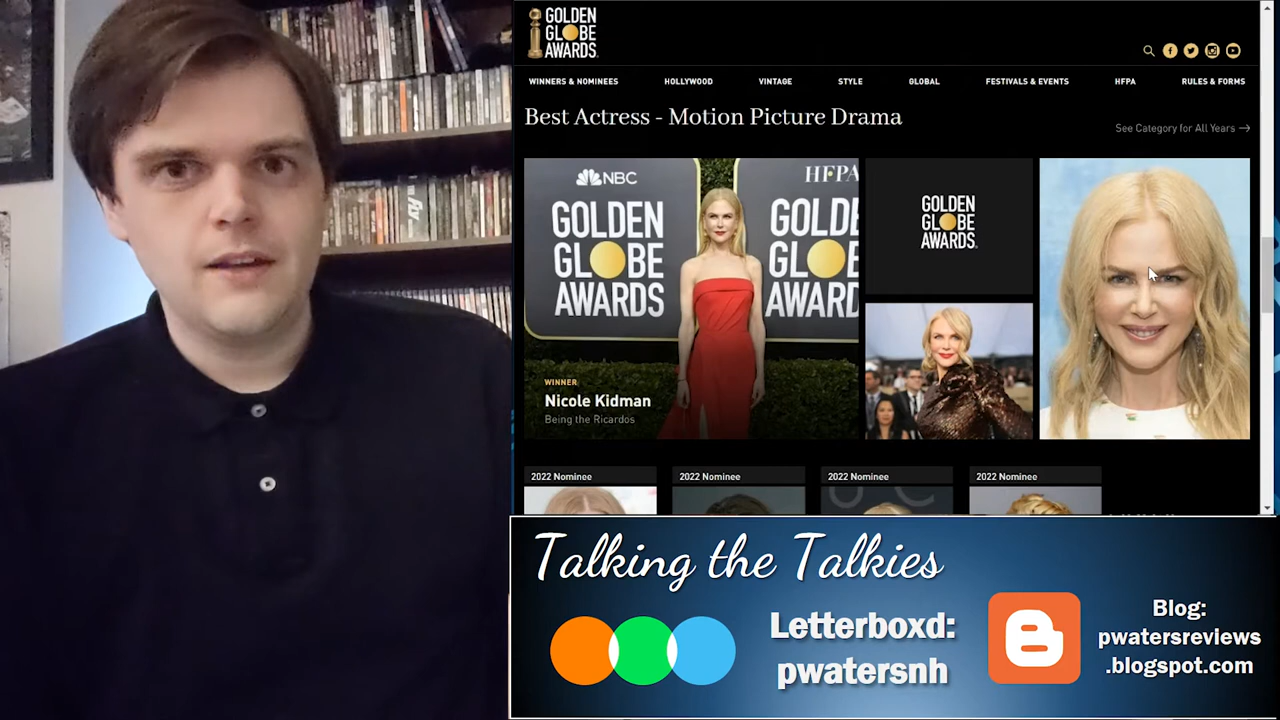 GOLDEN
GLOBE
AWARDS
WINNERS & NOMINEES HOLLYWOOD VINTAGE STYLE GLOBAL FESTIVALS & EVENTS HFPA RULES & FORMS
Best Actress - Motion Picture Drama
See Category for All Years →
NBC
HFPA
GOLDEN
GLOBE
AWARDS
GOLD
GL
AWARD
GOLDEN
GLOBE
AWARDS
WINNER
Nicole Kidman
Being the Ricardos
2022 Nominee 2022 Nominee 2022 Nominee 2022 Nominee
Talking the Talkies
Letterboxd:
pwatersnh
Blog:
pwatersreviews
.blogspot.com